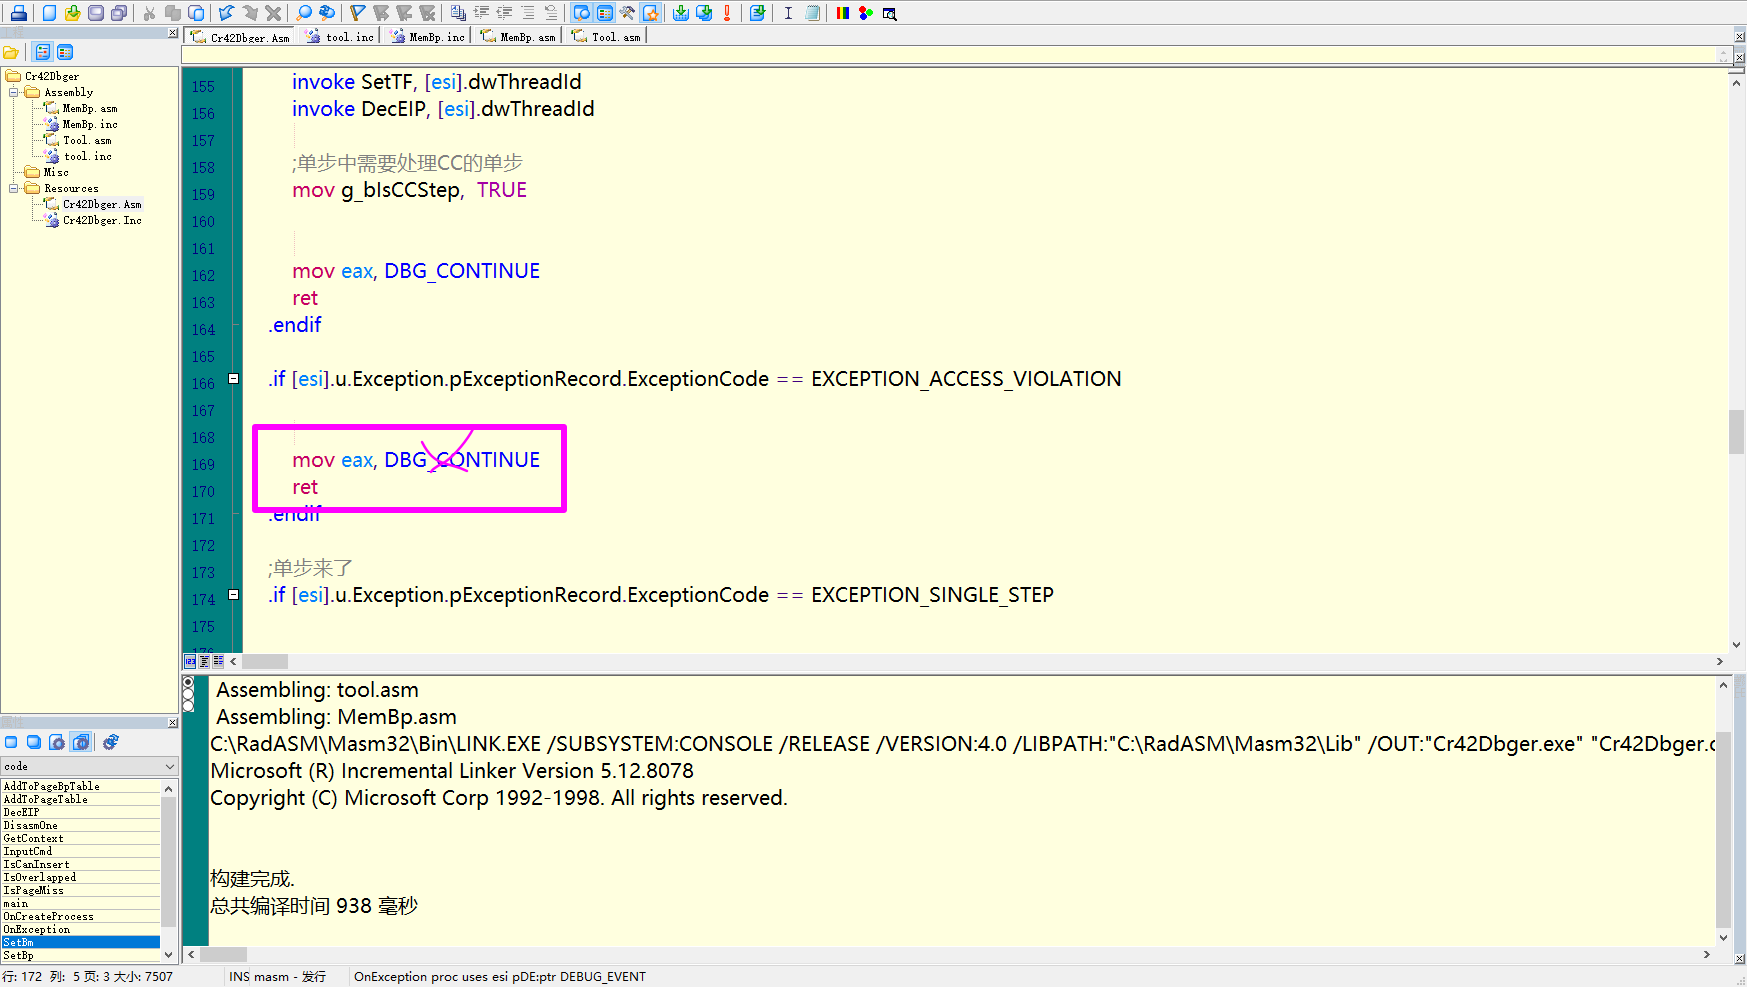 工程
Cr42Dbger.Asm
tool.inc
MemBp.inc
MemBp.asm
Tool.asm
Cr42Dbger
Assembly
MemBp.asm
MemBp.inc
Tool.asm
tool.inc
Misc
Resources
Cr42Dbger.Asm
Cr42Dbger.Inc
155 invoke SetTF, [esi].dwThreadId
156 invoke DecEIP, [esi].dwThreadId
157
158 ;单步中需要处理CC的单步
159 mov g_bIsCCStep, TRUE
160
161
162 mov eax, DBG_CONTINUE
163 ret
164 .endif
165
166 .if [esi].u.Exception.pExceptionRecord.ExceptionCode == EXCEPTION_ACCESS_VIOLATION
167
168
169 mov eax, DBG_CONTINUE
170 ret
171 .endif
172
173 ;单步来了
174 .if [esi].u.Exception.pExceptionRecord.ExceptionCode == EXCEPTION_SINGLE_STEP
175
176
属性
code
AddToPageBpTable
AddToPageTable
DecEIP
DisasmOne
GetContext
InputCmd
IsCanInsert
IsOverlapped
IsPageMiss
main
OnCreateProcess
OnException
SetBm
SetBp
Assembling: tool.asm
Assembling: MemBp.asm
C:\RadASM\Masm32\Bin\LINK.EXE /SUBSYSTEM:CONSOLE /RELEASE /VERSION:4.0 /LIBPATH:"C:\RadASM\Masm32\Lib" /OUT:"Cr42Dbger.exe" "Cr42Dbger.o
Microsoft (R) Incremental Linker Version 5.12.8078
Copyright (C) Microsoft Corp 1992-1998. All rights reserved.
构建完成.
总共编译时间 938 毫秒
行: 172 列: 5 页: 3 大小: 7507
INS masm - 发行
OnException proc uses esi pDE:ptr DEBUG_EVENT